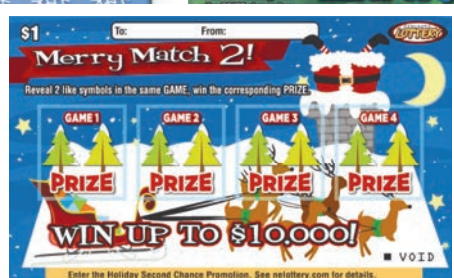 $1
To: From:
LOTTERY
Merry Match 2!
Reveal 2 like symbols in the same GAME, win the corresponding PRIZE.
GAME 1 GAME 2 GAME 3 GAME 4
PRIZE PRIZE PRIZE PRIZE
WIN UP TO $10,000!
VOID
Enter the Holiday Second Chance Promotion. See nelottery.com for details.